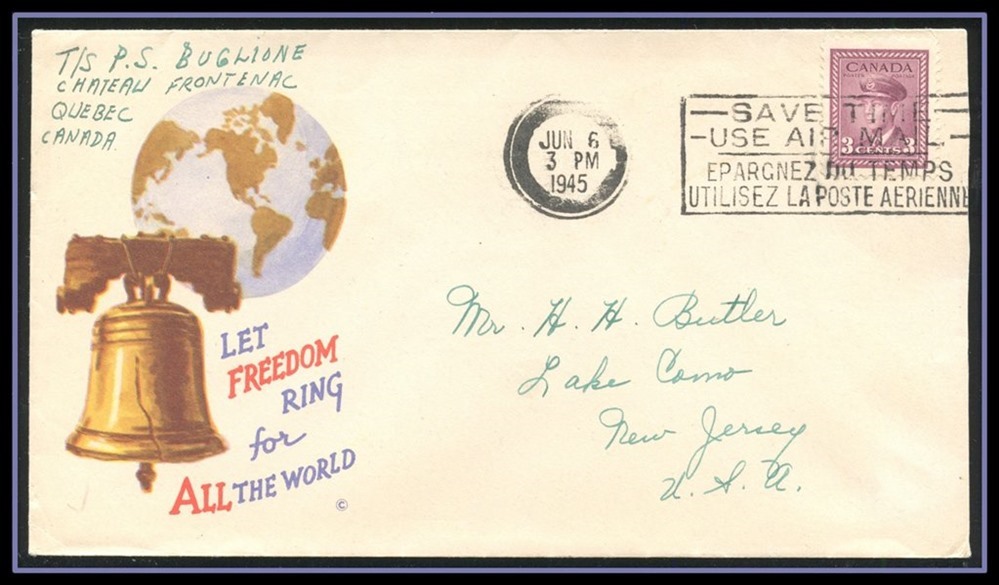 T/S P.S. BUGLIONE
CHATEAU FRONTENAC
QUEBEC
CANADA.
JUN 6
3 PM
1945
SAVE TIME
USE AIR MAIL
EPARGNEZ DU TEMPS
UTILISEZ LA POSTE AERIENNE
CANADA
POSTES POSTAGE
3 CENTS 3
Mr. H. H. Butler
Lake Como
New Jersey
U. S. A.
LET
FREEDOM
RING
for
ALL THE WORLD
©